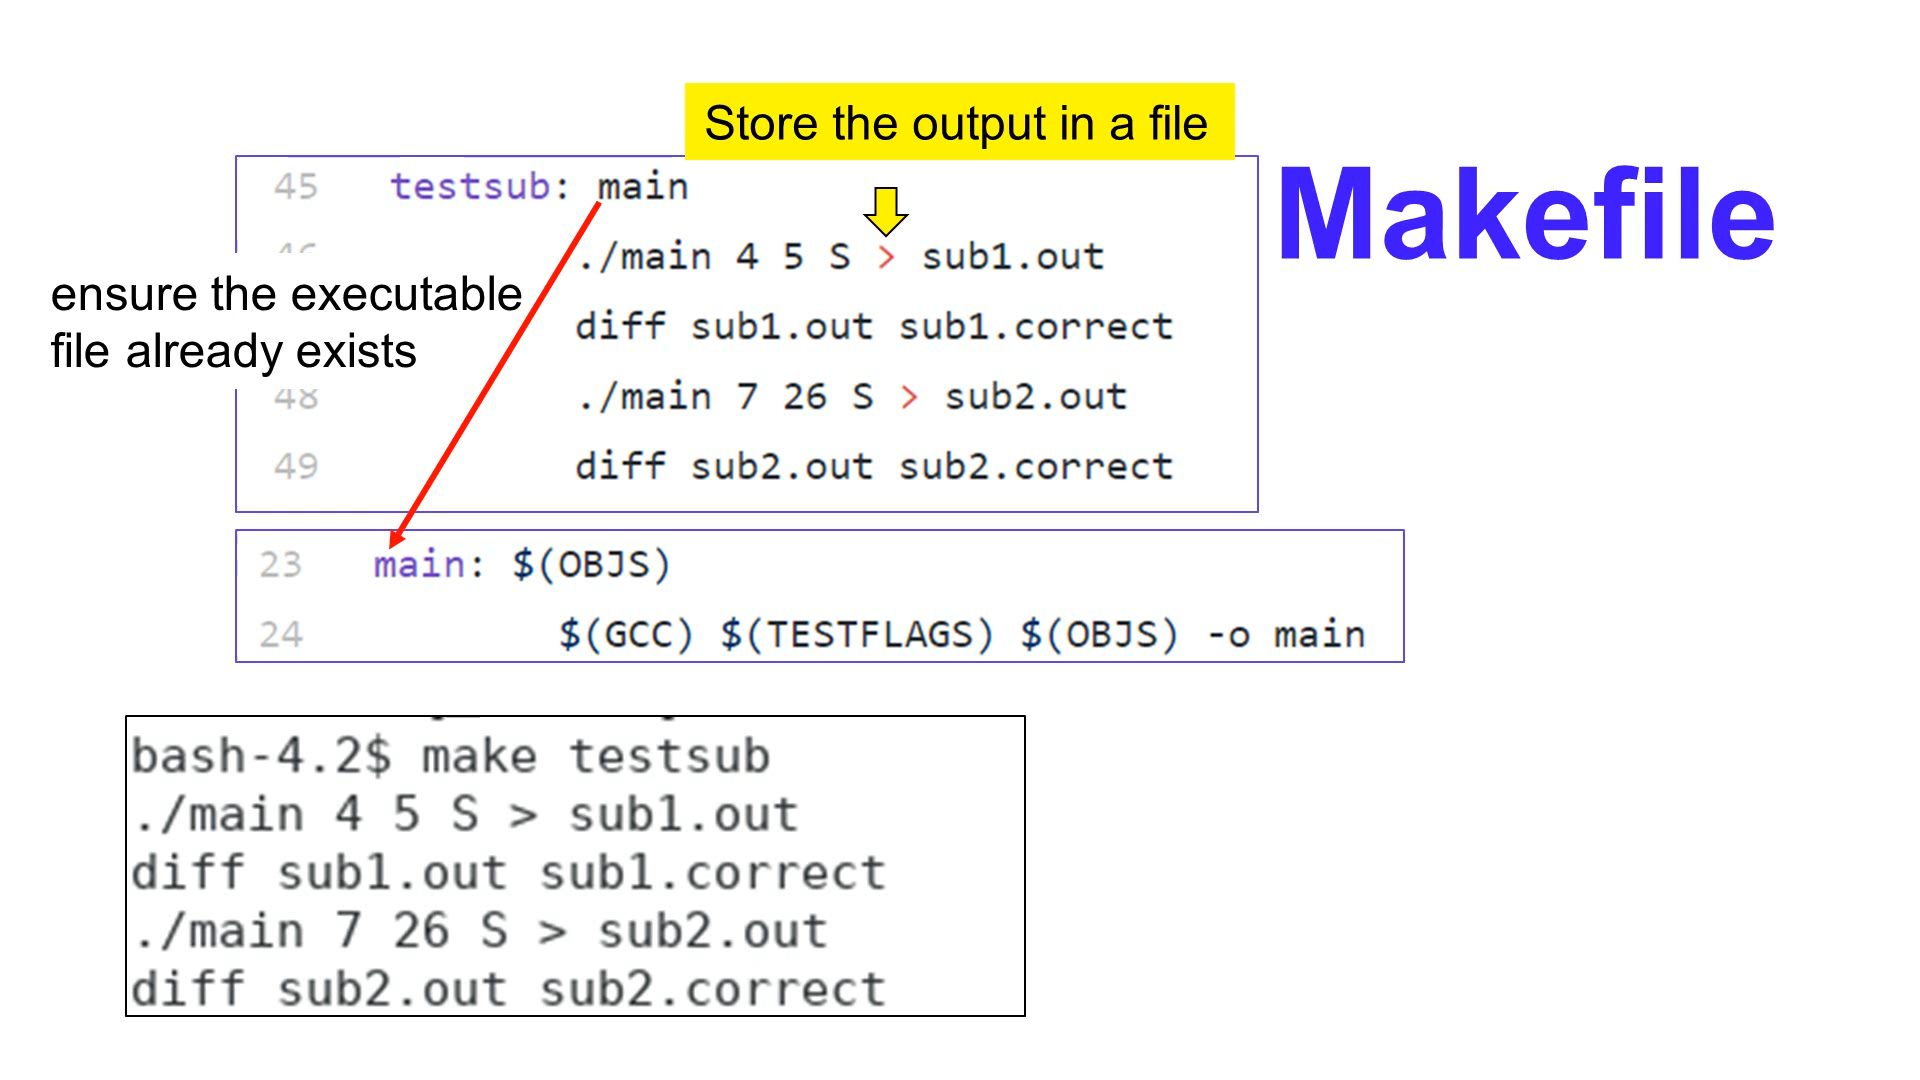 Store the output in a file
Makefile
45 testsub: main
./main 4 5 S > sub1.out
ensure the executable
file already exists
diff sub1.out sub1.correct
48 ./main 7 26 S > sub2.out
49 diff sub2.out sub2.correct
23 main: $(OBJS)
24 $(GCC) $(TESTFLAGS) $(OBJS) -o main
bash-4.2$ make testsub
./main 4 5 S > sub1.out
diff sub1.out sub1.correct
./main 7 26 S > sub2.out
diff sub2.out sub2.correct